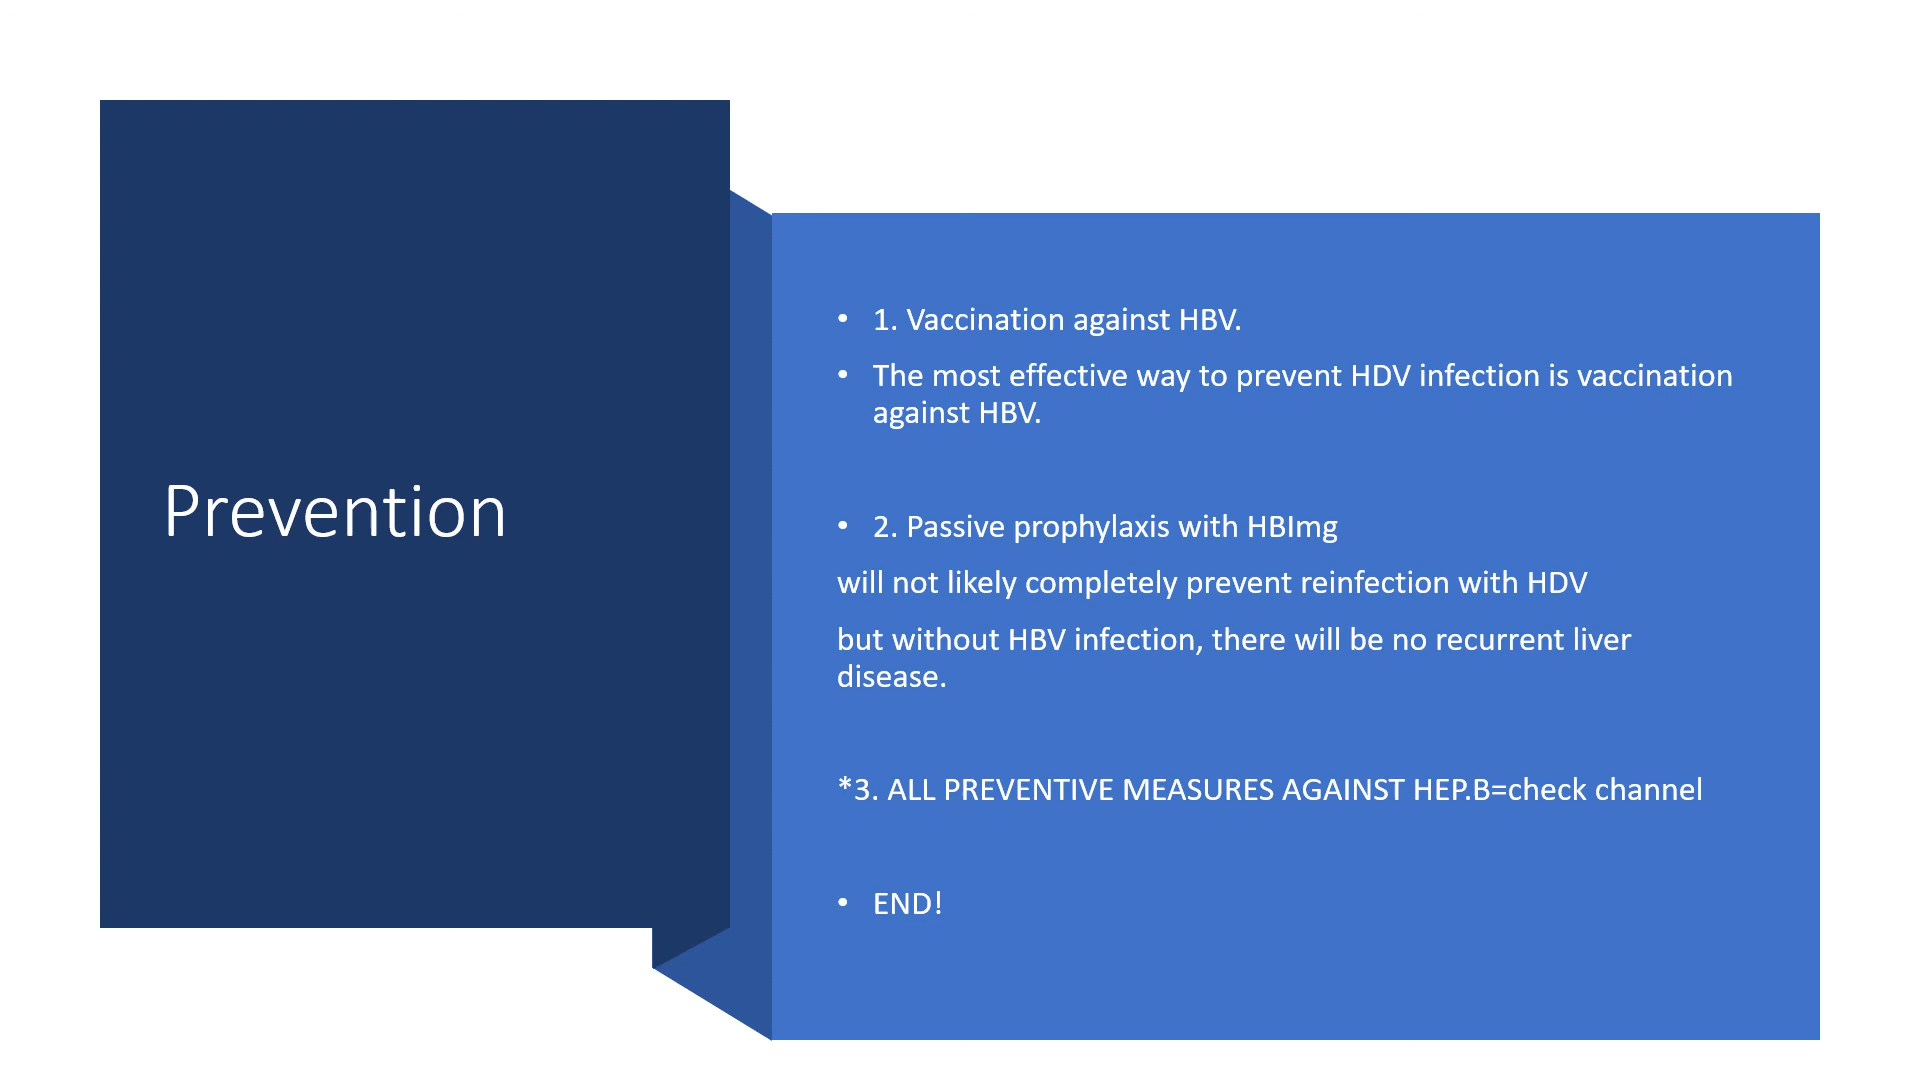 Prevention
• 1. Vaccination against HBV.
• The most effective way to prevent HDV infection is vaccination
against HBV.
• 2. Passive prophylaxis with HBImg
will not likely completely prevent reinfection with HDV
but without HBV infection, there will be no recurrent liver
disease.
*3. ALL PREVENTIVE MEASURES AGAINST HEP.B=check channel
• END!